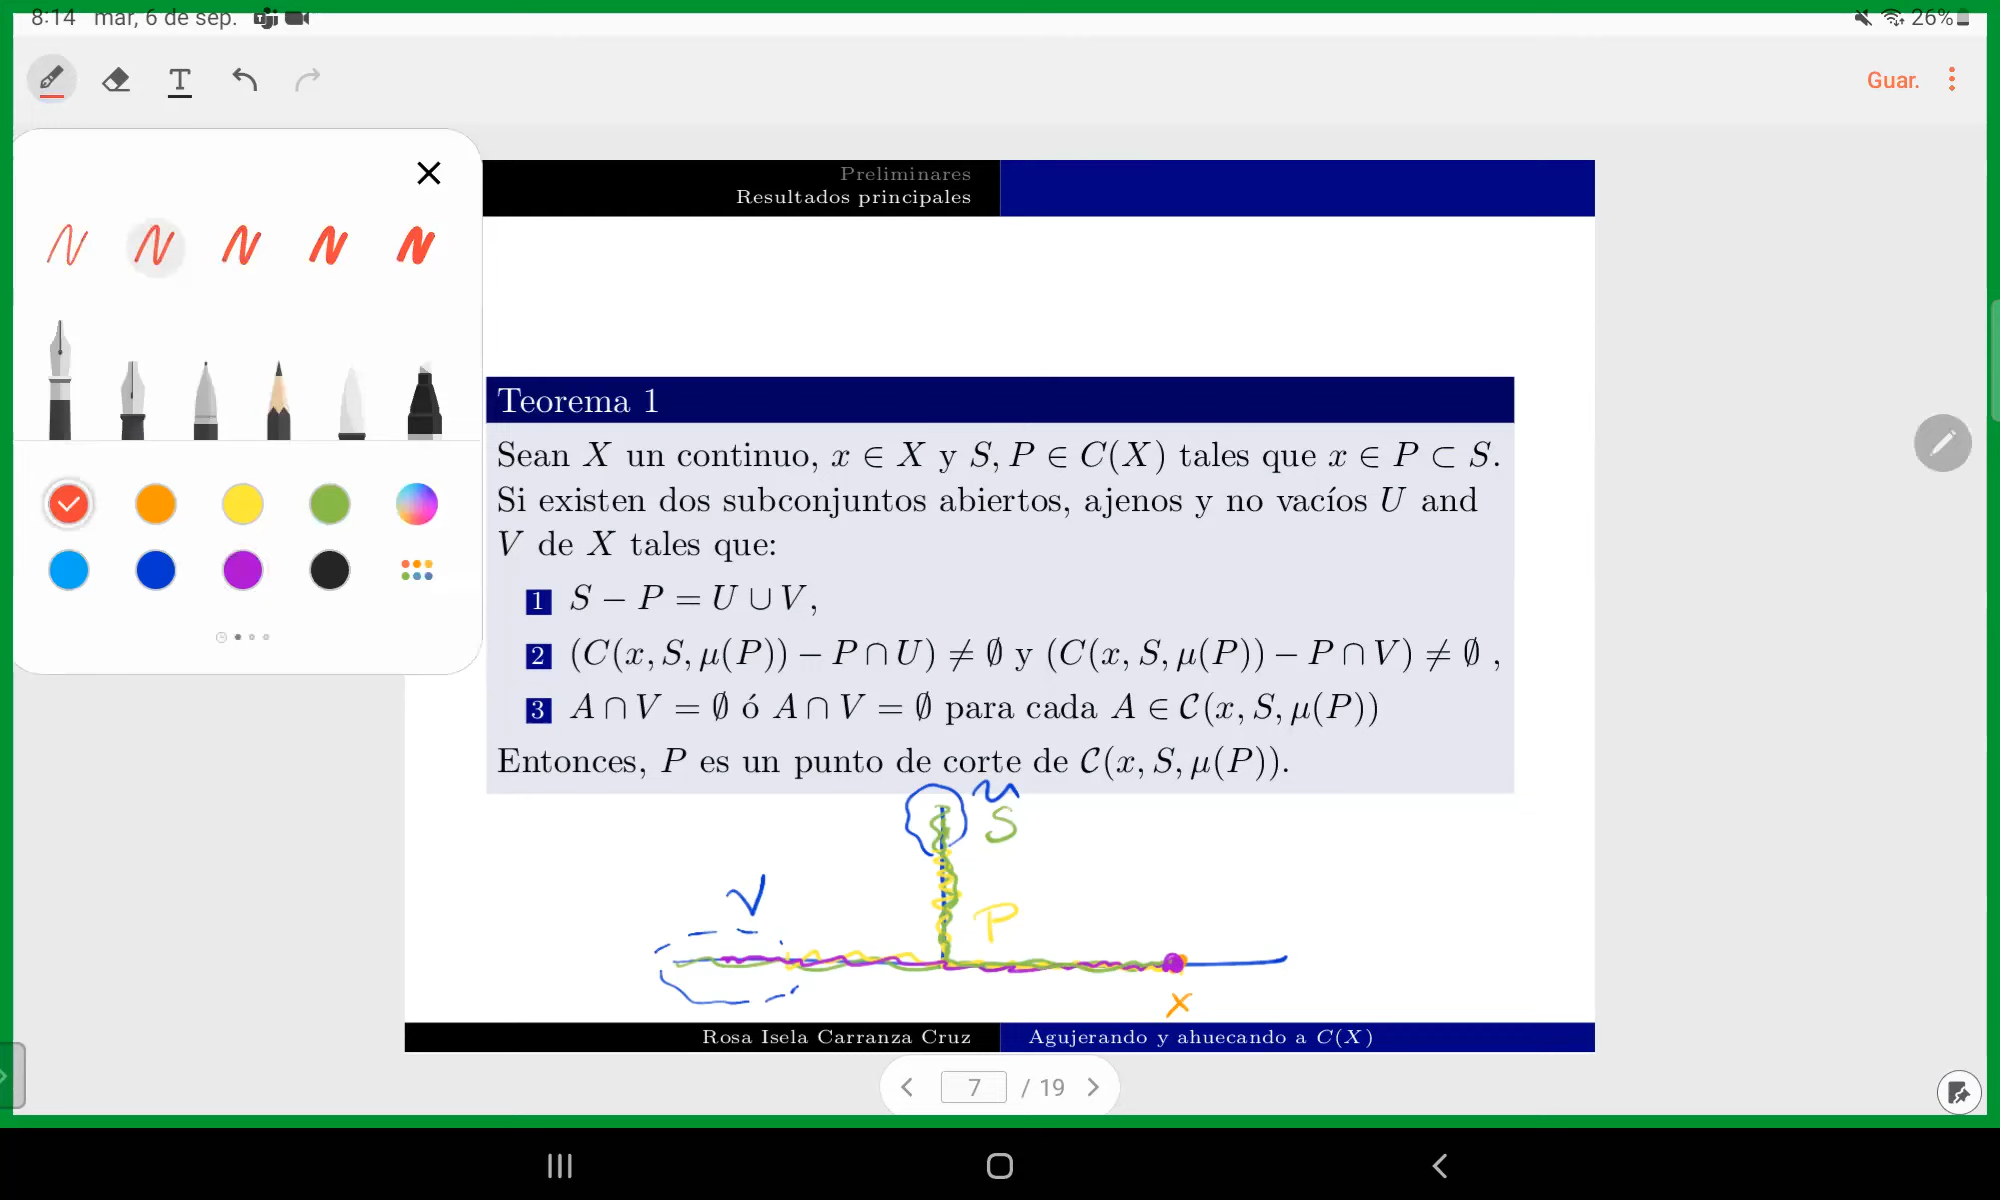 8:14 mar, 6 de sep. 26%
T
Guar.
Preliminares
Resultados principales
Teorema 1
Sean X un continuo, x ∈ X y S, P ∈ C(X) tales que x ∈ P ⊂ S.
Si existen dos subconjuntos abiertos, ajenos y no vacíos U and
V de X tales que:
1 S − P = U ∪ V,
2 (C(x, S, μ(P)) − P ∩ U) ≠ ∅ y (C(x, S, μ(P)) − P ∩ V) ≠ ∅ ,
3 A ∩ V = ∅ ó A ∩ V = ∅ para cada A ∈ 𝒞(x, S, μ(P))
Entonces, P es un punto de corte de 𝒞(x, S, μ(P)).
S
V
P
x
Rosa Isela Carranza Cruz Agujerando y ahuecando a C(X)
7 / 19